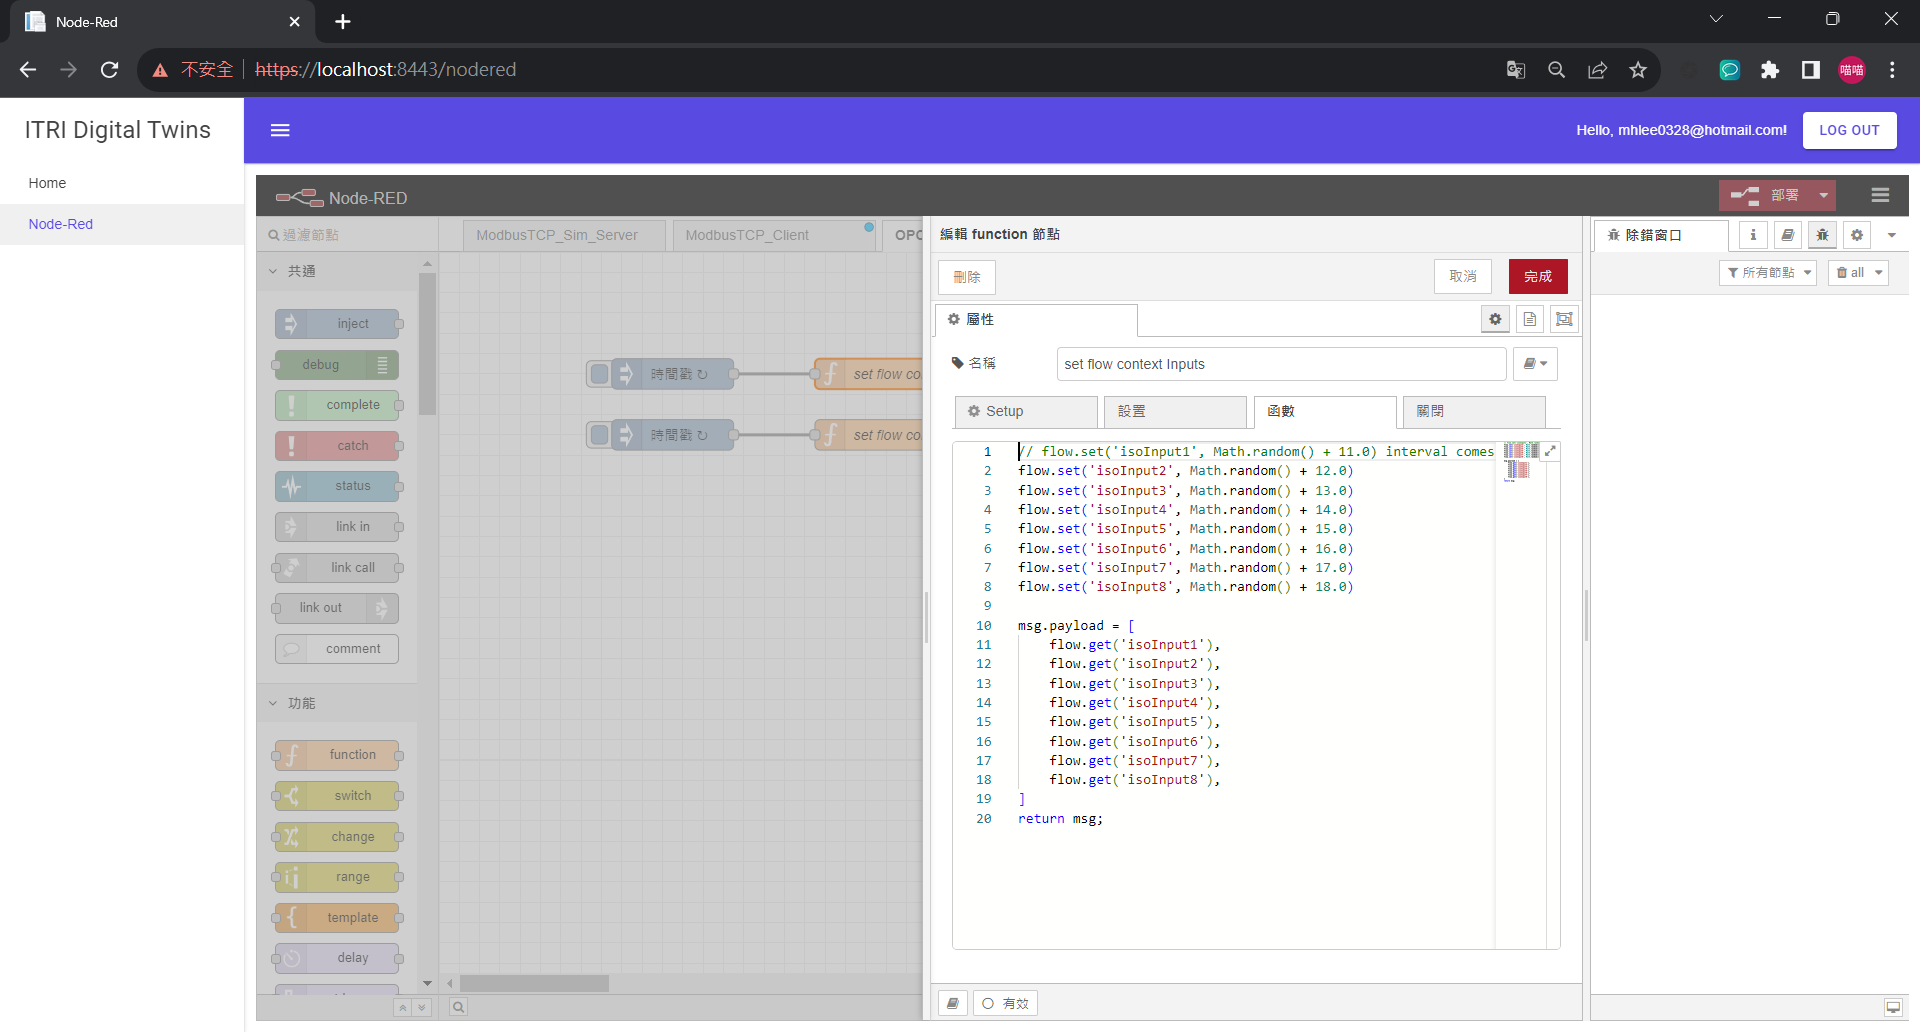 Node-Red
不安全
https://localhost:8443/nodered
喵喵
ITRI Digital Twins
Hello, mhlee0328@hotmail.com!
LOG OUT
Home
Node-Red
Node-RED
部署
過濾節點
ModbusTCP_Sim_Server
ModbusTCP_Client
OPC
編輯 function 節點
除錯窗口
共通
刪除
取消
完成
所有節點
all
inject
debug
complete
catch
status
link in
link call
link out
comment
功能
function
switch
change
range
template
delay
時間戳 ↻
set flow co
時間戳 ↻
set flow co
屬性
名稱
set flow context Inputs
Setup
設置
函數
關閉
1 // flow.set('isoInput1', Math.random() + 11.0) interval comes
2 flow.set('isoInput2', Math.random() + 12.0)
3 flow.set('isoInput3', Math.random() + 13.0)
4 flow.set('isoInput4', Math.random() + 14.0)
5 flow.set('isoInput5', Math.random() + 15.0)
6 flow.set('isoInput6', Math.random() + 16.0)
7 flow.set('isoInput7', Math.random() + 17.0)
8 flow.set('isoInput8', Math.random() + 18.0)
9
10 msg.payload = [
11 flow.get('isoInput1'),
12 flow.get('isoInput2'),
13 flow.get('isoInput3'),
14 flow.get('isoInput4'),
15 flow.get('isoInput5'),
16 flow.get('isoInput6'),
17 flow.get('isoInput7'),
18 flow.get('isoInput8'),
19 ]
20 return msg;
有效